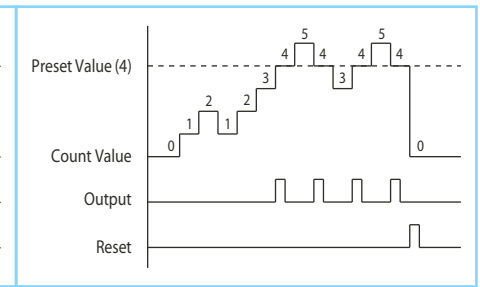 5 5
Preset Value (4) 4 4 4 4
3 3
2 2
1 1
Count Value 0 0
Output
Reset